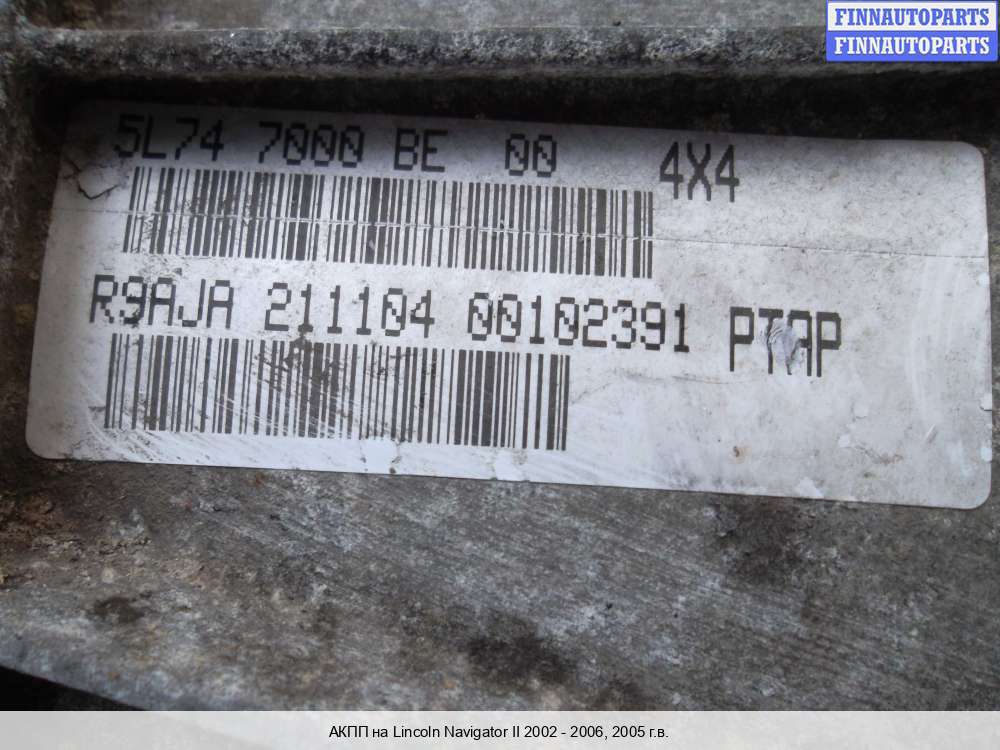 FINNAUTOPARTS
FINNAUTOPARTS
5L74 7000 BE 00 4X4
R9AJA 211104 00102391 PTAP
АКПП на Lincoln Navigator II 2002 - 2006, 2005 г.в.